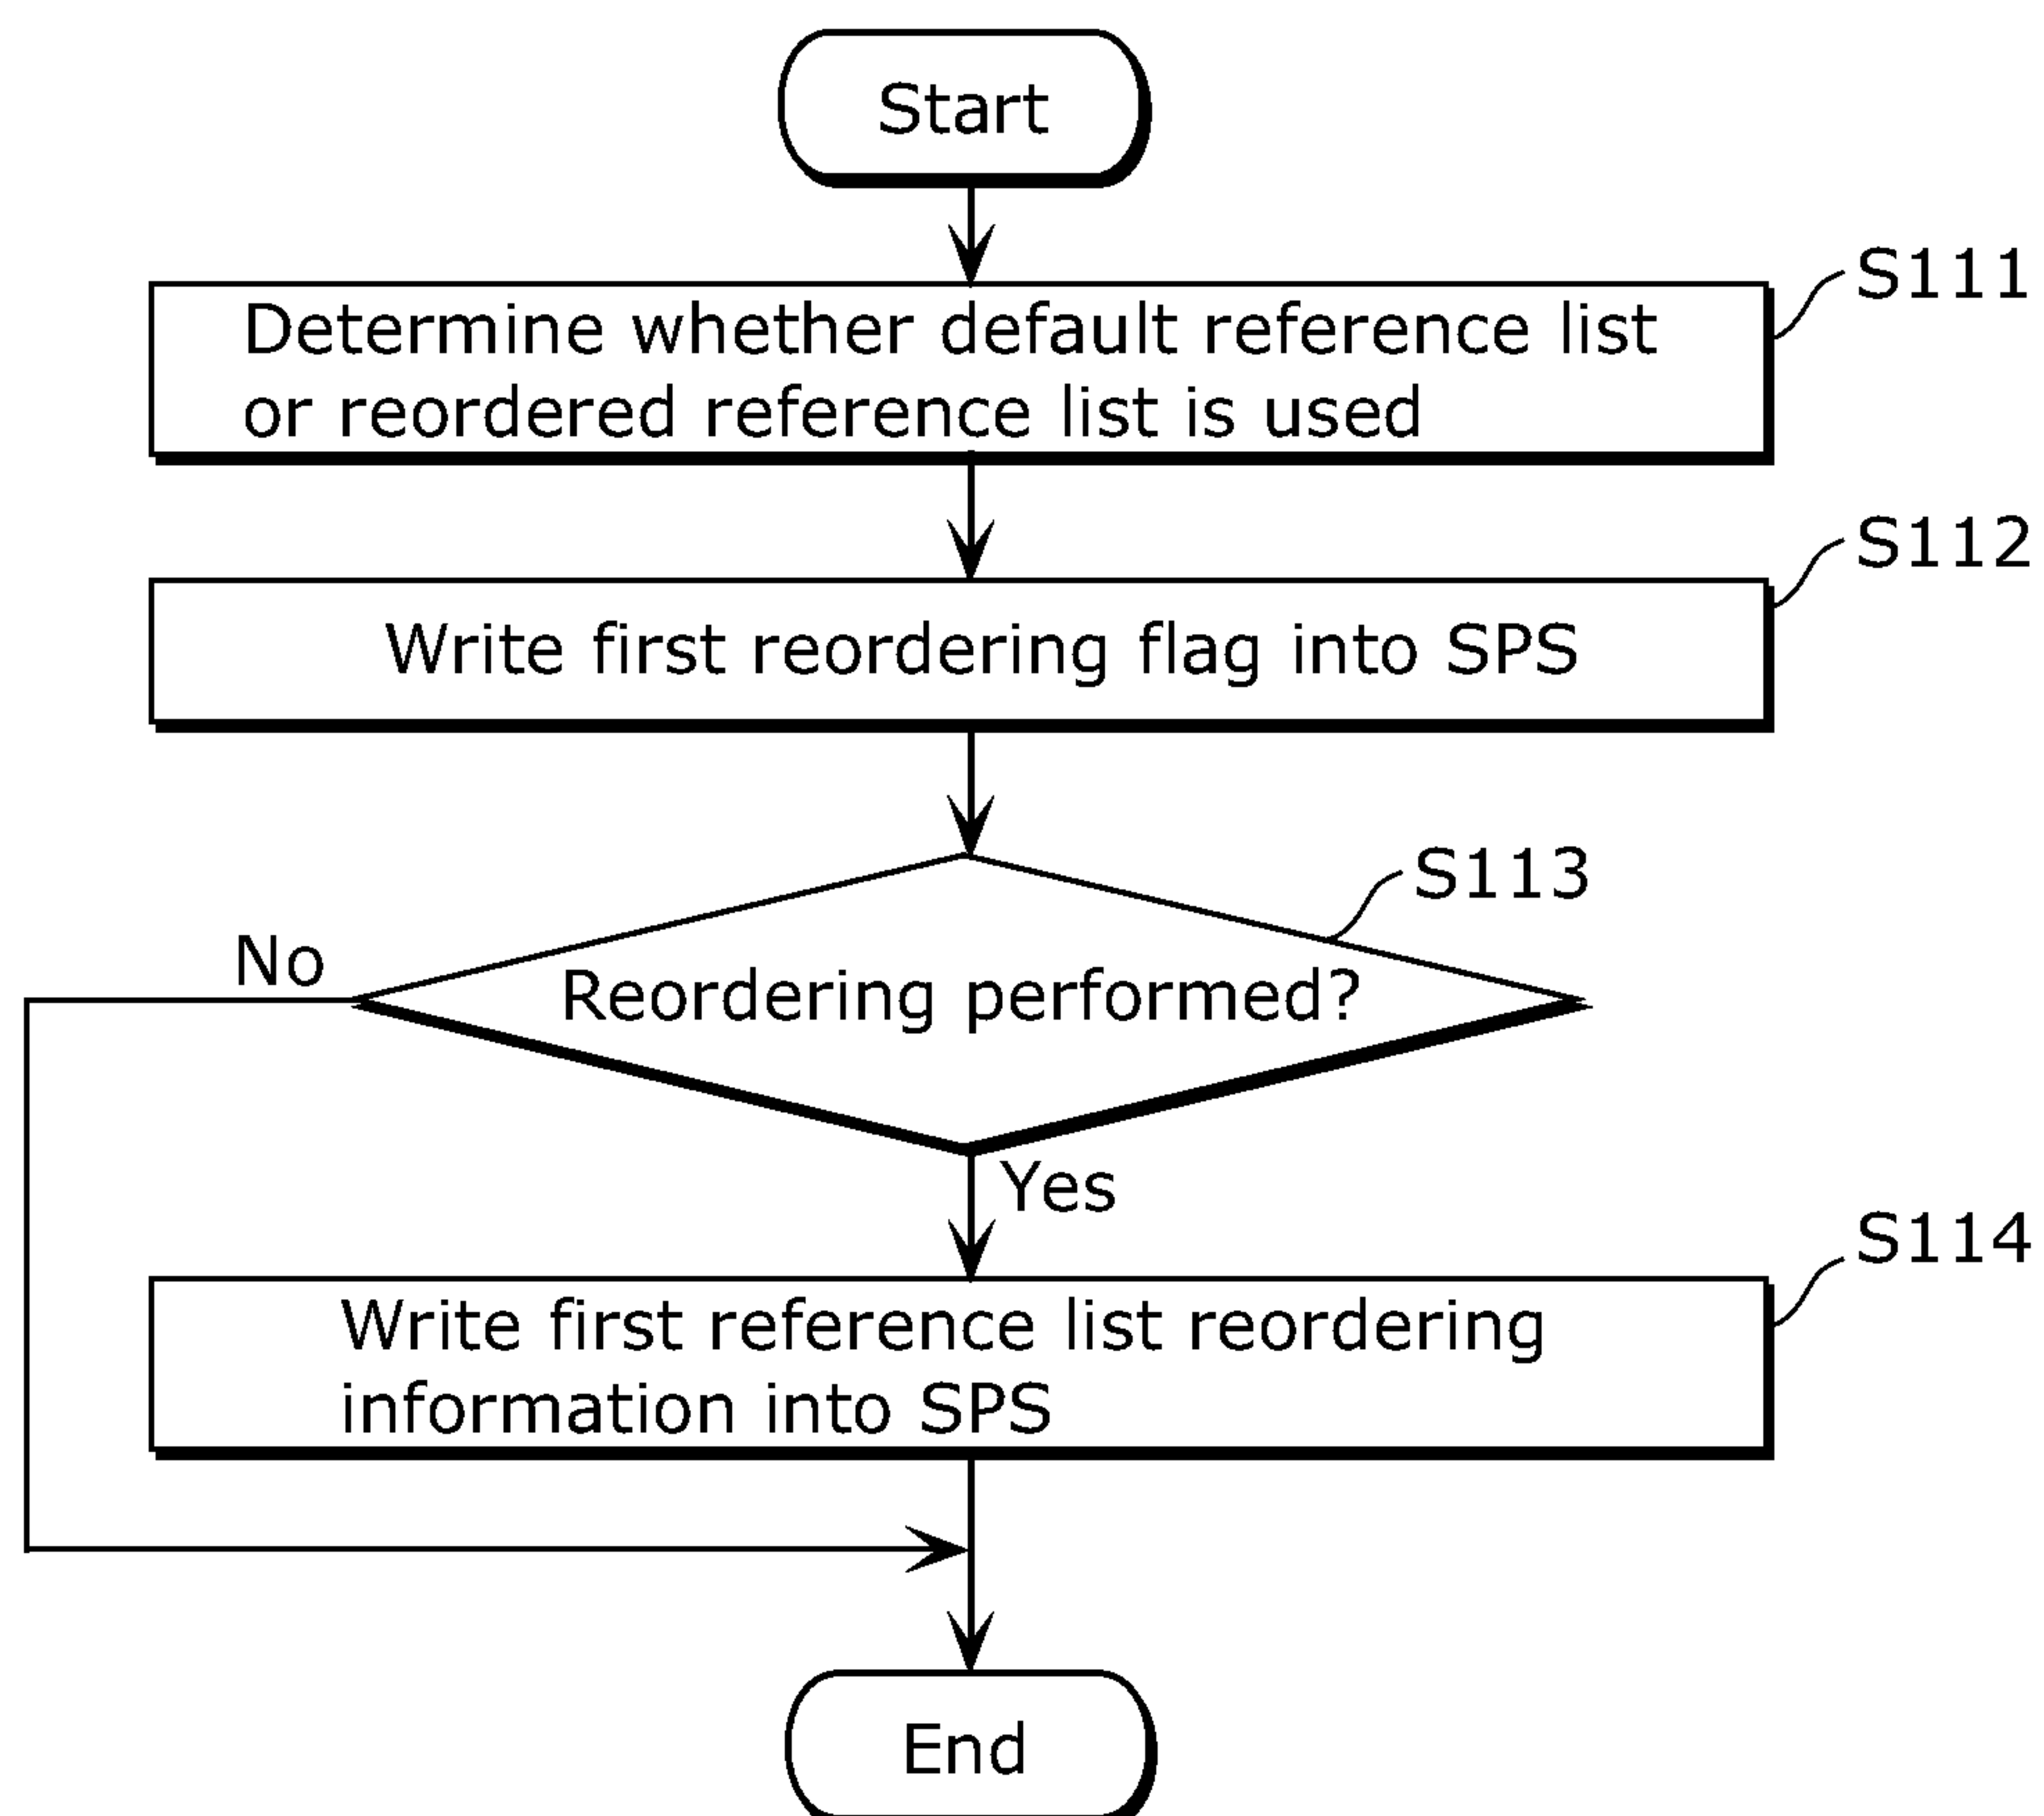 Start
S111
Determine whether default reference list
or reordered reference list is used
S112
Write first reordering flag into SPS
S113
No
Reordering performed?
Yes
S114
Write first reference list reordering
information into SPS
End